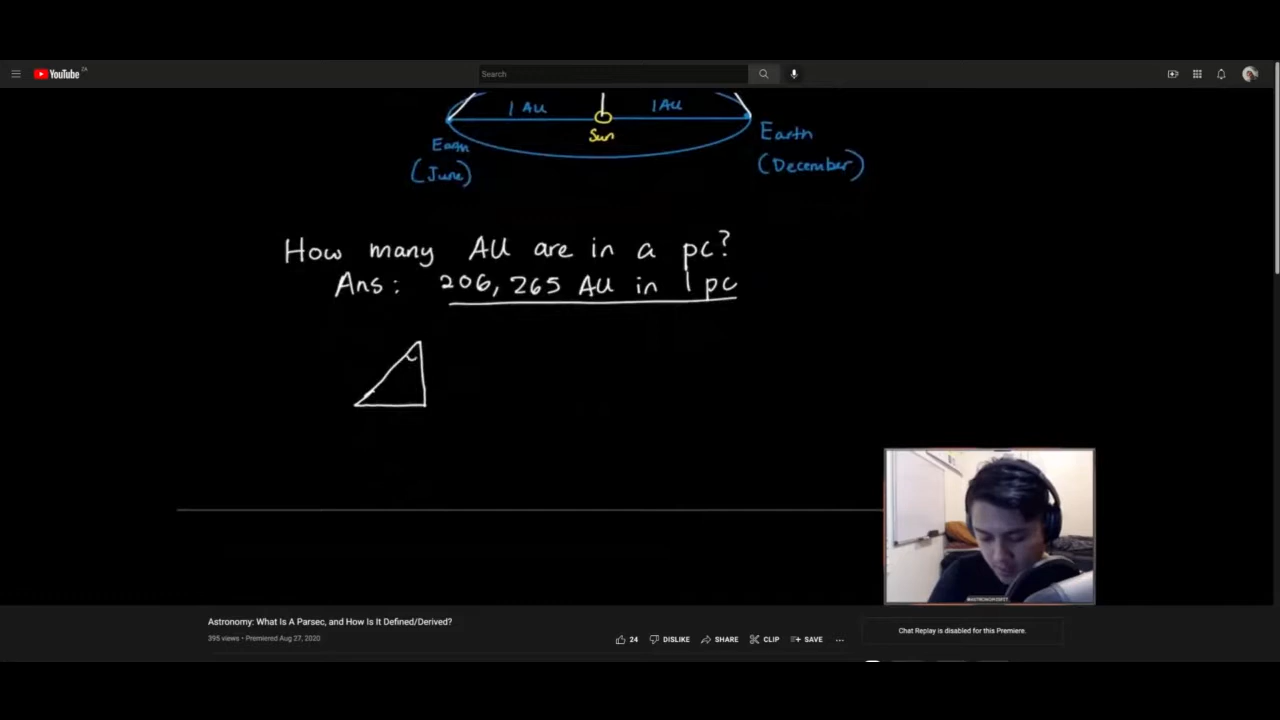 YouTube ZA
Search
1 AU
1 AU
Sun
Earth
(June)
Earth
(December)
How many AU are in a pc?
Ans: 206,265 AU in 1 pc
Astronomy: What Is A Parsec, and How Is It Defined/Derived?
395 views • Premiered Aug 27, 2020
24
DISLIKE
SHARE
CLIP
SAVE
Chat Replay is disabled for this Premiere.